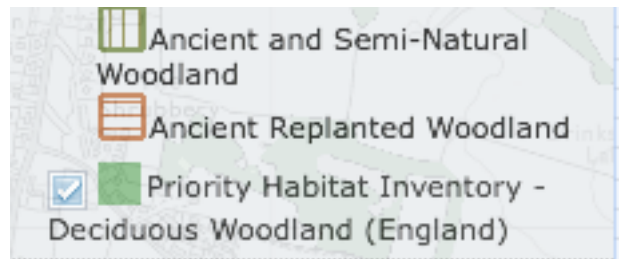 Ancient and Semi-Natural
Woodland
Ancient Replanted Woodland
Priority Habitat Inventory -
Deciduous Woodland (England)